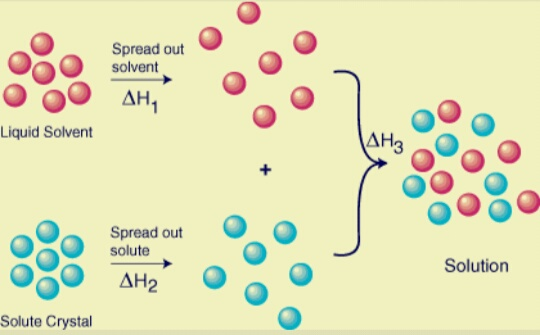 Spread out
solvent
ΔH1
Liquid Solvent
+
ΔH3
Spread out
solute
ΔH2
Solute Crystal
Solution